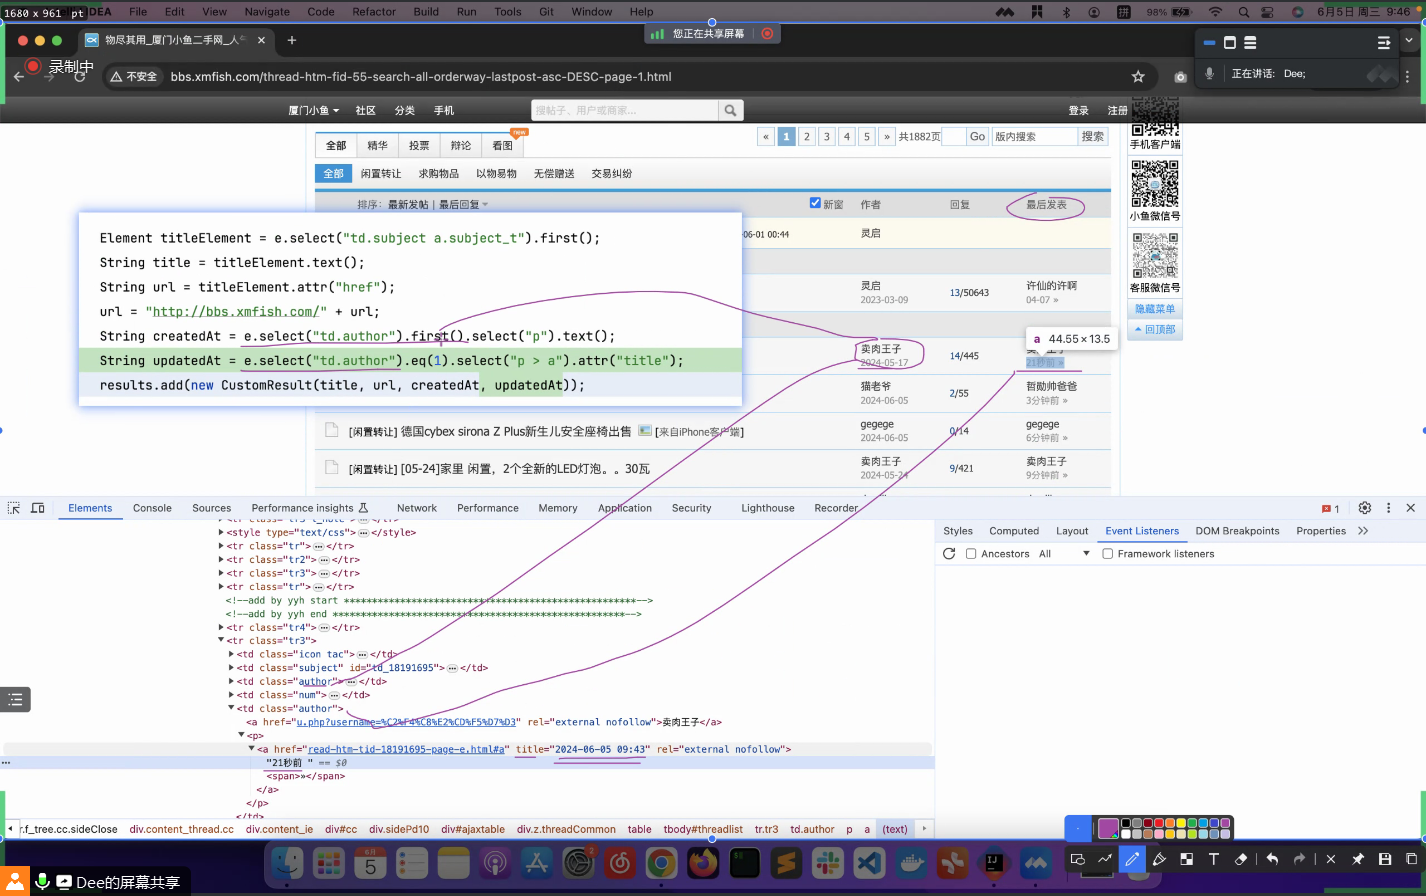 1680 x 961 pt
IDEA File Edit View Navigate Code Refactor Build Run Tools Git Window Help
拼 98% 6月5日 周三 9:46
物尽其用_厦门小鱼二手网_人
您正在共享屏幕
录制中
不安全 bbs.xmfish.com/thread-htm-fid-55-search-all-orderway-lastpost-asc-DESC-page-1.html
正在讲话: Dee;
厦门小鱼 社区 分类 手机 搜帖子、用户或商家... 登录 注册
全部 精华 投票 辩论 看图 new
« 1 2 3 4 5 » 共1882页 Go 版内搜索 搜索
手机客户端
全部 闲置转让 求购物品 以物易物 无偿赠送 交易纠纷
排序: 最新发帖 | 最后回复 新窗 作者 回复 最后发表
小鱼微信号
客服微信号
隐藏菜单
回顶部
06-01 00:44 灵启
灵启 13/50643 许仙的许啊
2023-03-09 04-07 »
a 44.55×13.5
卖肉王子 14/445 卖肉王子
2024-05-17 21秒前 »
猫老爷 2/55 哲勋帅爸爸
2024-06-05 3分钟前 »
[闲置转让] 德国cybex sirona Z Plus新生儿安全座椅出售 [来自iPhone客户端] gegege 0/14 gegege
2024-06-05 6分钟前 »
[闲置转让] [05-24]家里 闲置，2个全新的LED灯泡。。30瓦 卖肉王子 9/421 卖肉王子
2024-05-24 9分钟前 »
Element titleElement = e.select("td.subject a.subject_t").first();
String title = titleElement.text();
String url = titleElement.attr("href");
url = "http://bbs.xmfish.com/" + url;
String createdAt = e.select("td.author").first().select("p").text();
String updatedAt = e.select("td.author").eq(1).select("p > a").attr("title");
results.add(new CustomResult(title, url, createdAt, updatedAt));
Elements Console Sources Performance insights Network Performance Memory Application Security Lighthouse Recorder 1
<style type="text/css">…</style>
<tr class="tr">…</tr>
<tr class="tr2">…</tr>
<tr class="tr3">…</tr>
<tr class="tr">…</tr>
<!--add by yyh start ****************************************************-->
<!--add by yyh end ****************************************************-->
<tr class="tr4">…</tr>
<tr class="tr3">
<td class="icon tac">…</td>
<td class="subject" id="td_18191695">…</td>
<td class="author">…</td>
<td class="num">…</td>
<td class="author">
<a href="u.php?username=%C2%F4%C8%E2%CD%F5%D7%D3" rel="external nofollow">卖肉王子</a>
<p>
<a href="read-htm-tid-18191695-page-e.html#a" title="2024-06-05 09:43" rel="external nofollow">
"21秒前 " == $0
<span>»</span>
</a>
</p>
</td>
Styles Computed Layout Event Listeners DOM Breakpoints Properties
Ancestors All Framework listeners
r.f_tree.cc.sideClose div.content_thread.cc div.content_ie div#cc div.sidePd10 div#ajaxtable div.z.threadCommon table tbody#threadlist tr.tr3 td.author p a (text)
6月
5
2
IJ
T
Dee的屏幕共享